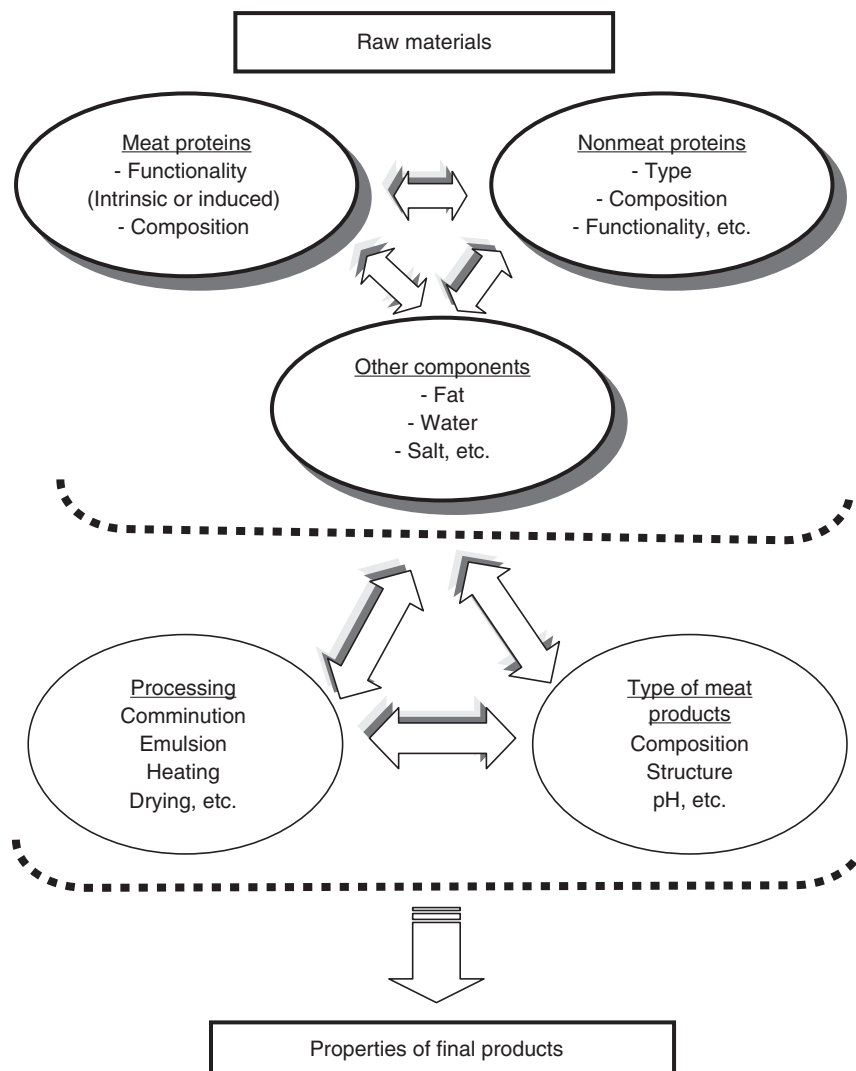 Raw materials
Meat proteins
- Functionality
(Intrinsic or induced)
- Composition
Nonmeat proteins
- Type
- Composition
- Functionality, etc.
Other components
- Fat
- Water
- Salt, etc.
Processing
Comminution
Emulsion
Heating
Drying, etc.
Type of meat
products
Composition
Structure
pH, etc.
Properties of final products